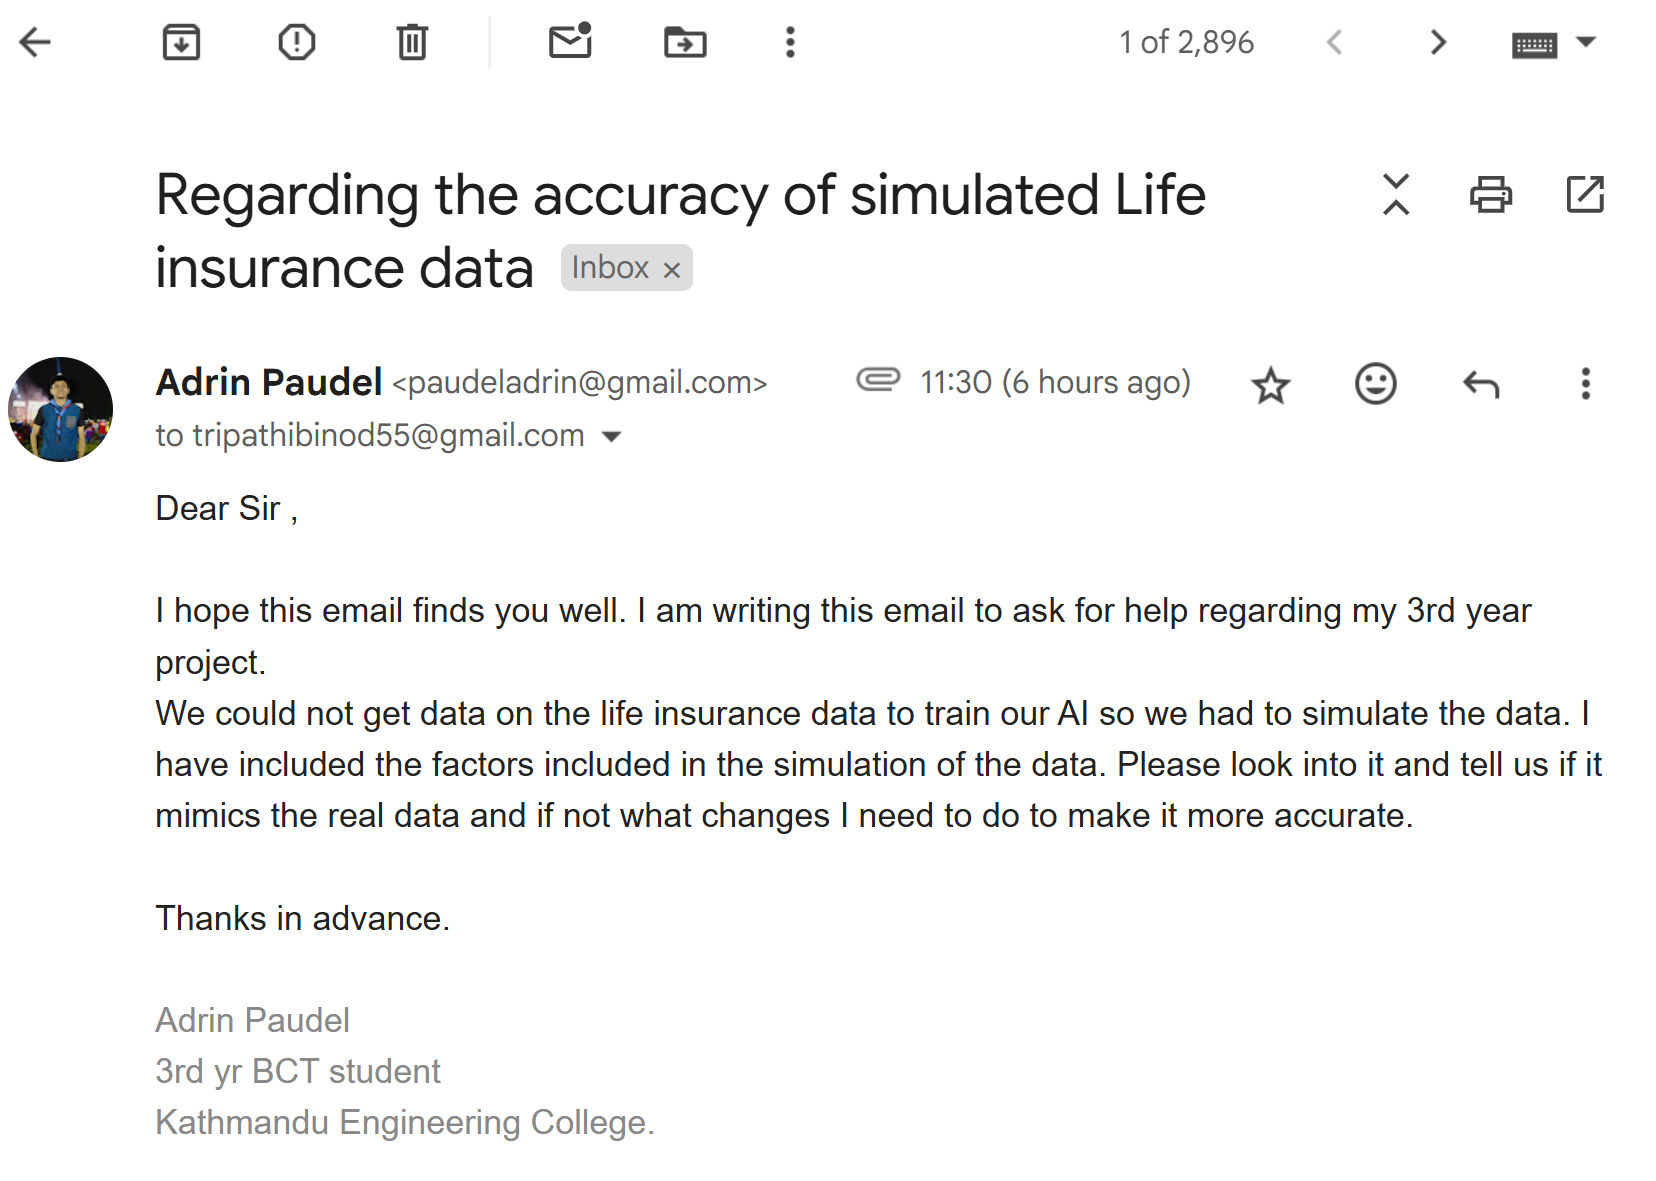 1 of 2,896
Regarding the accuracy of simulated Life
insurance data Inbox ×
Adrin Paudel <paudeladrin@gmail.com> 11:30 (6 hours ago)
to tripathibinod55@gmail.com
Dear Sir ,
I hope this email finds you well. I am writing this email to ask for help regarding my 3rd year
project.
We could not get data on the life insurance data to train our AI so we had to simulate the data. I
have included the factors included in the simulation of the data. Please look into it and tell us if it
mimics the real data and if not what changes I need to do to make it more accurate.
Thanks in advance.
Adrin Paudel
3rd yr BCT student
Kathmandu Engineering College.